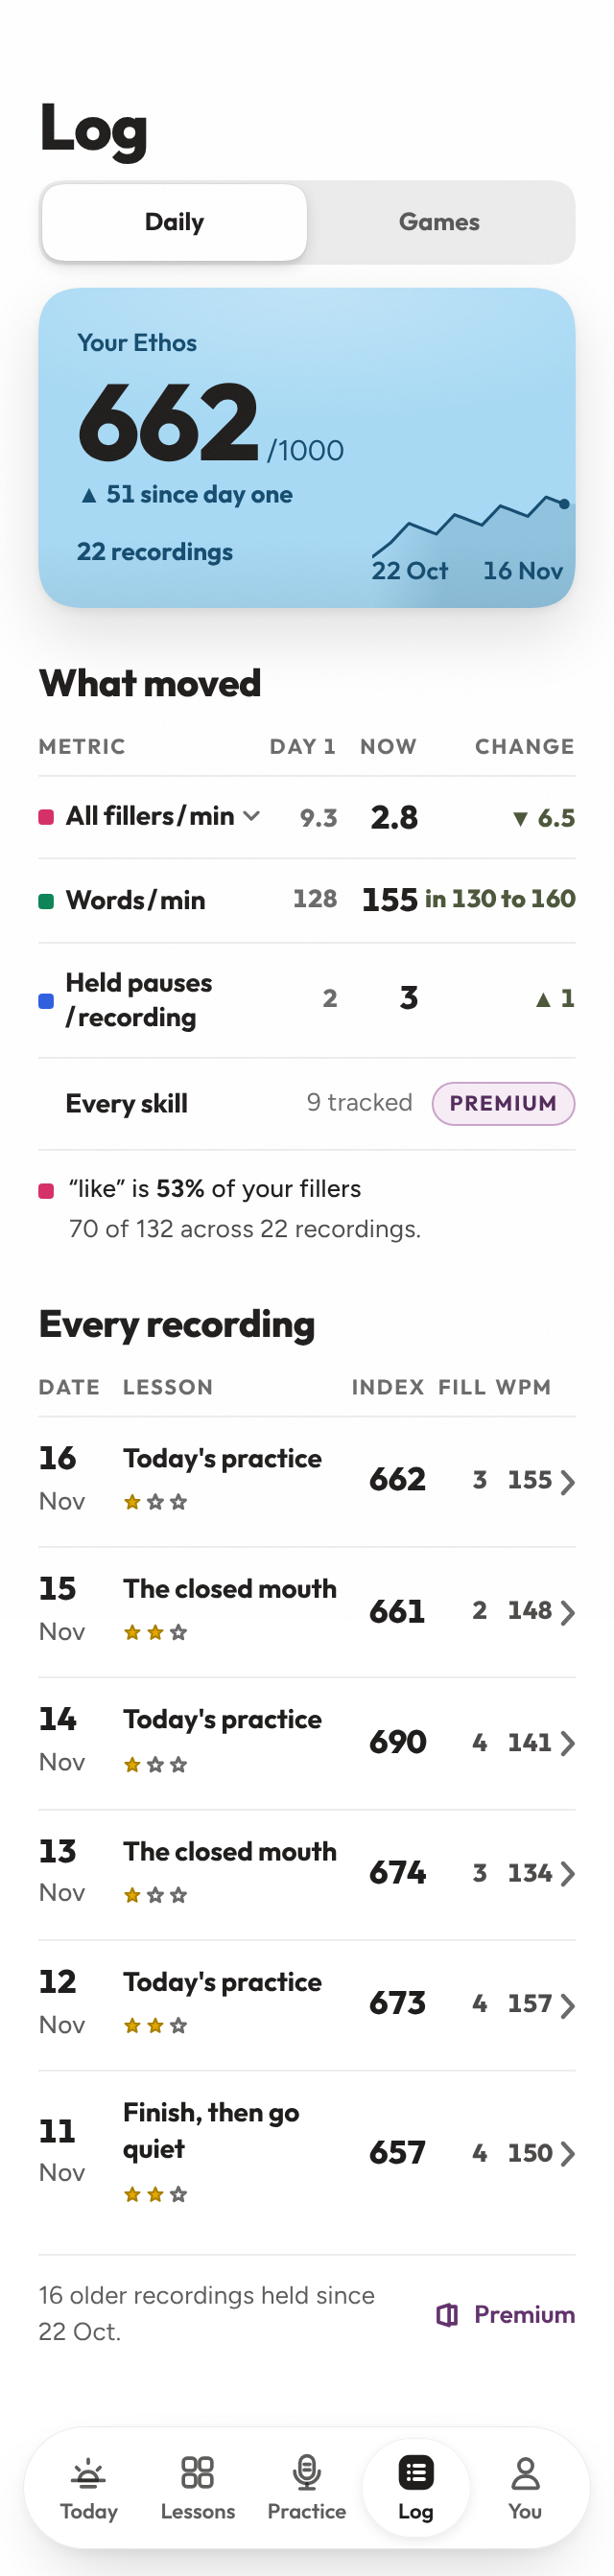 Log
Daily Games
Your Ethos
662 /1000
▲ 51 since day one
22 recordings
22 Oct 16 Nov
What moved
METRIC DAY 1 NOW CHANGE
All fillers/min 9.3 2.8 ▼ 6.5
Words/min 128 155 in 130 to 160
Held pauses
/recording 2 3 ▲ 1
Every skill 9 tracked PREMIUM
“like” is 53% of your fillers
70 of 132 across 22 recordings.
Every recording
DATE LESSON INDEX FILL WPM
16 Nov Today's practice 662 3 155
15 Nov The closed mouth 661 2 148
14 Nov Today's practice 690 4 141
13 Nov The closed mouth 674 3 134
12 Nov Today's practice 673 4 157
11 Nov Finish, then go
quiet 657 4 150
16 older recordings held since
22 Oct. Premium
Today Lessons Practice Log You